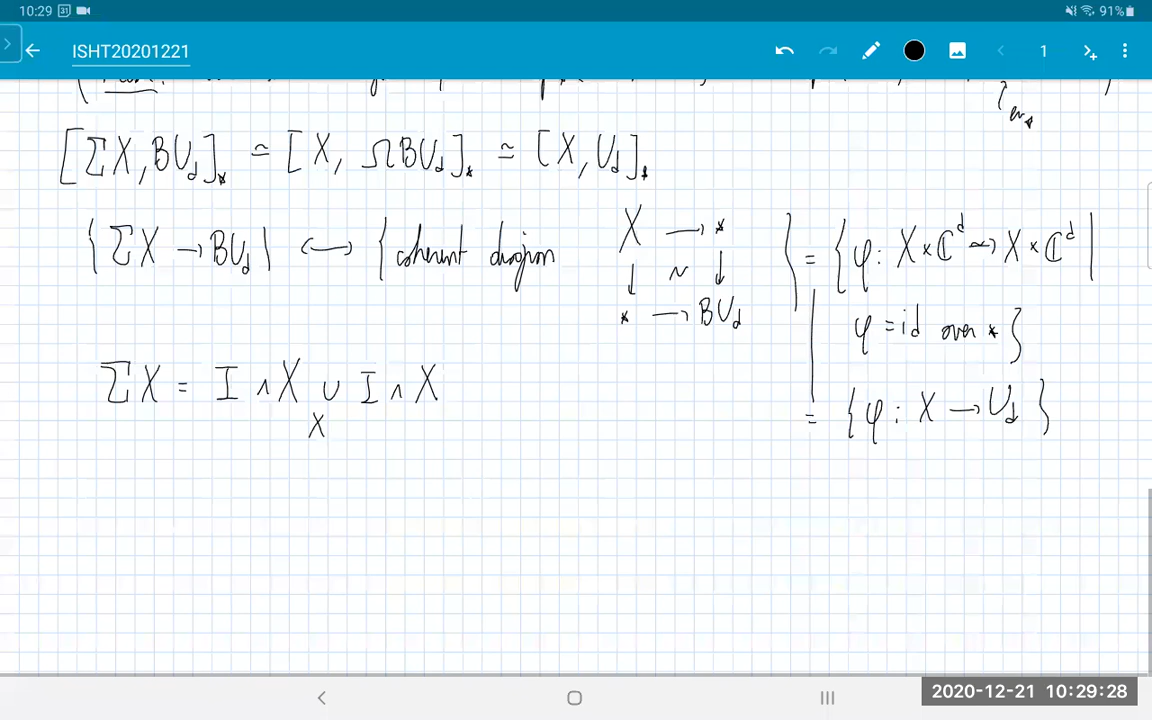 10:29 31 91%
ISHT20201221 1
[ΣX, BU_d]_* ≃ [X, ΩBU_d]_* ≃ [X, U_d]_*
{ΣX → BU_d} ⟷ {coherent diagram X → * ↓ ~ ↓ * → BU_d} = {φ: X × ℂ^d ⥲ X × ℂ^d |
φ = id over *}
ΣX = I ∧ X ∪_X I ∧ X
= {φ: X → U_d}
2020-12-21 10:29:28